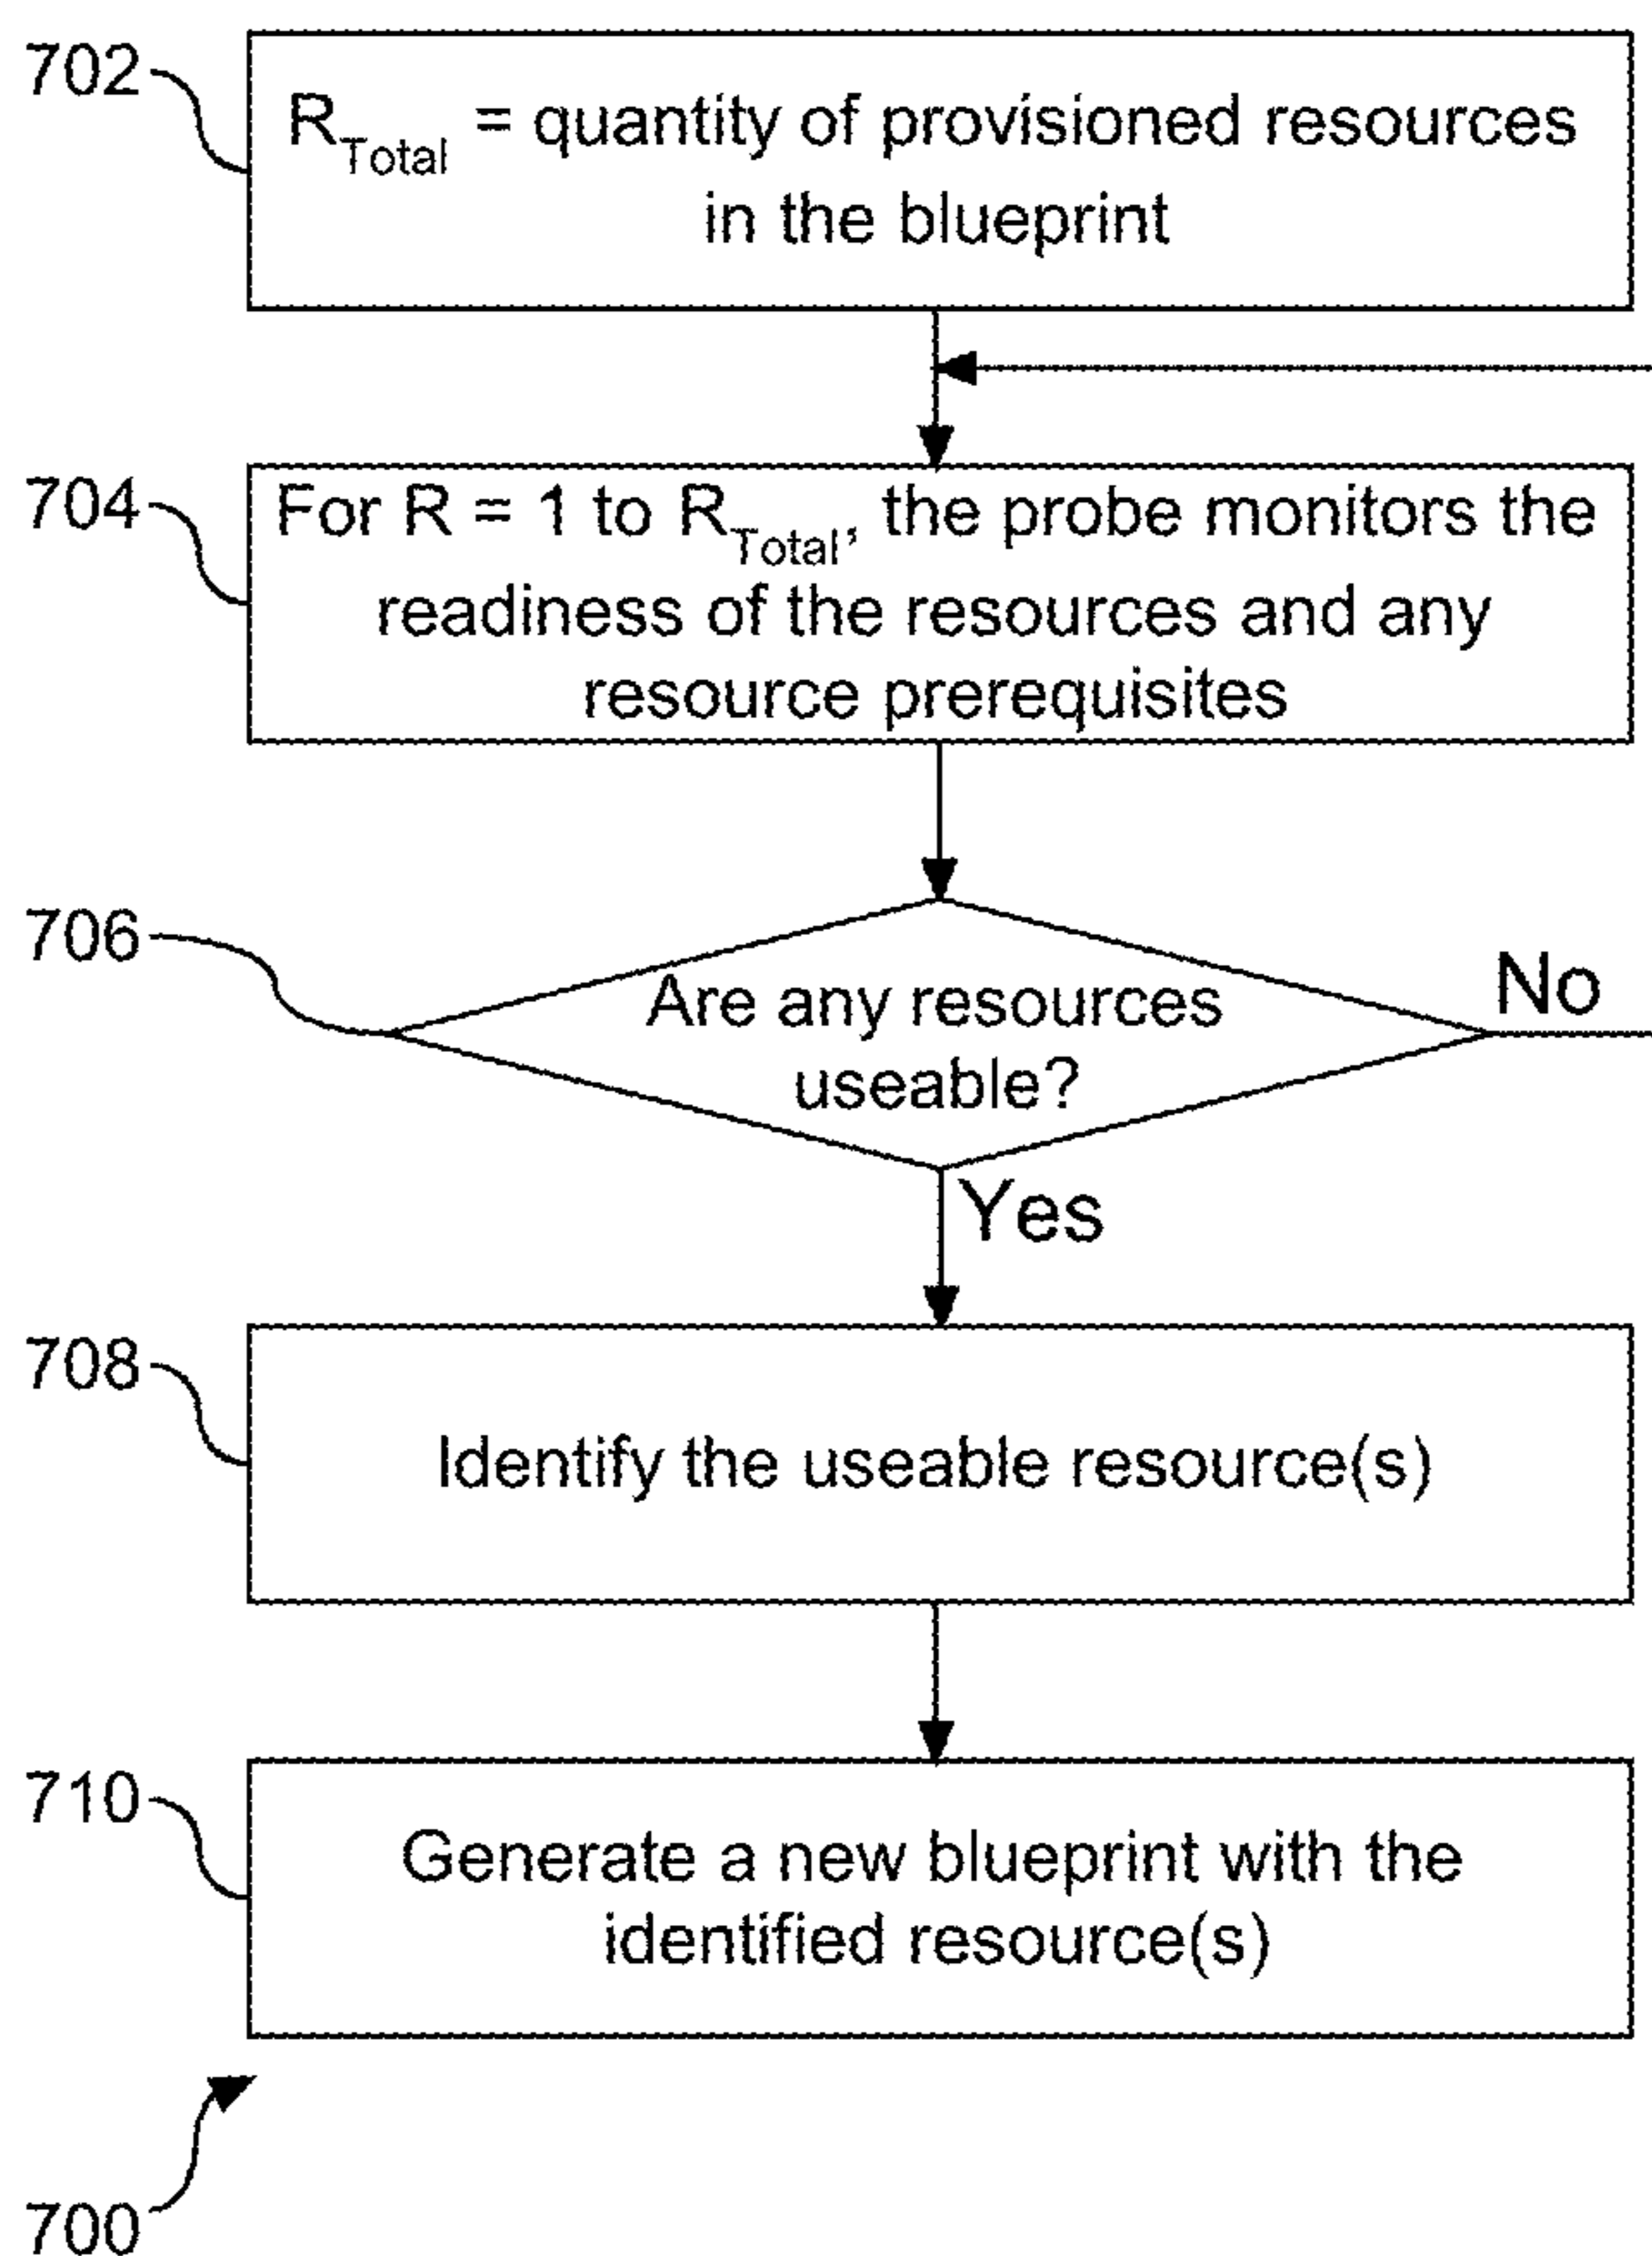 702
R_Total = quantity of provisioned resources
in the blueprint
704
For R = 1 to R_Total, the probe monitors the
readiness of the resources and any
resource prerequisites
706
Are any resources
useable?
No
Yes
708
Identify the useable resource(s)
710
Generate a new blueprint with the
identified resource(s)
700